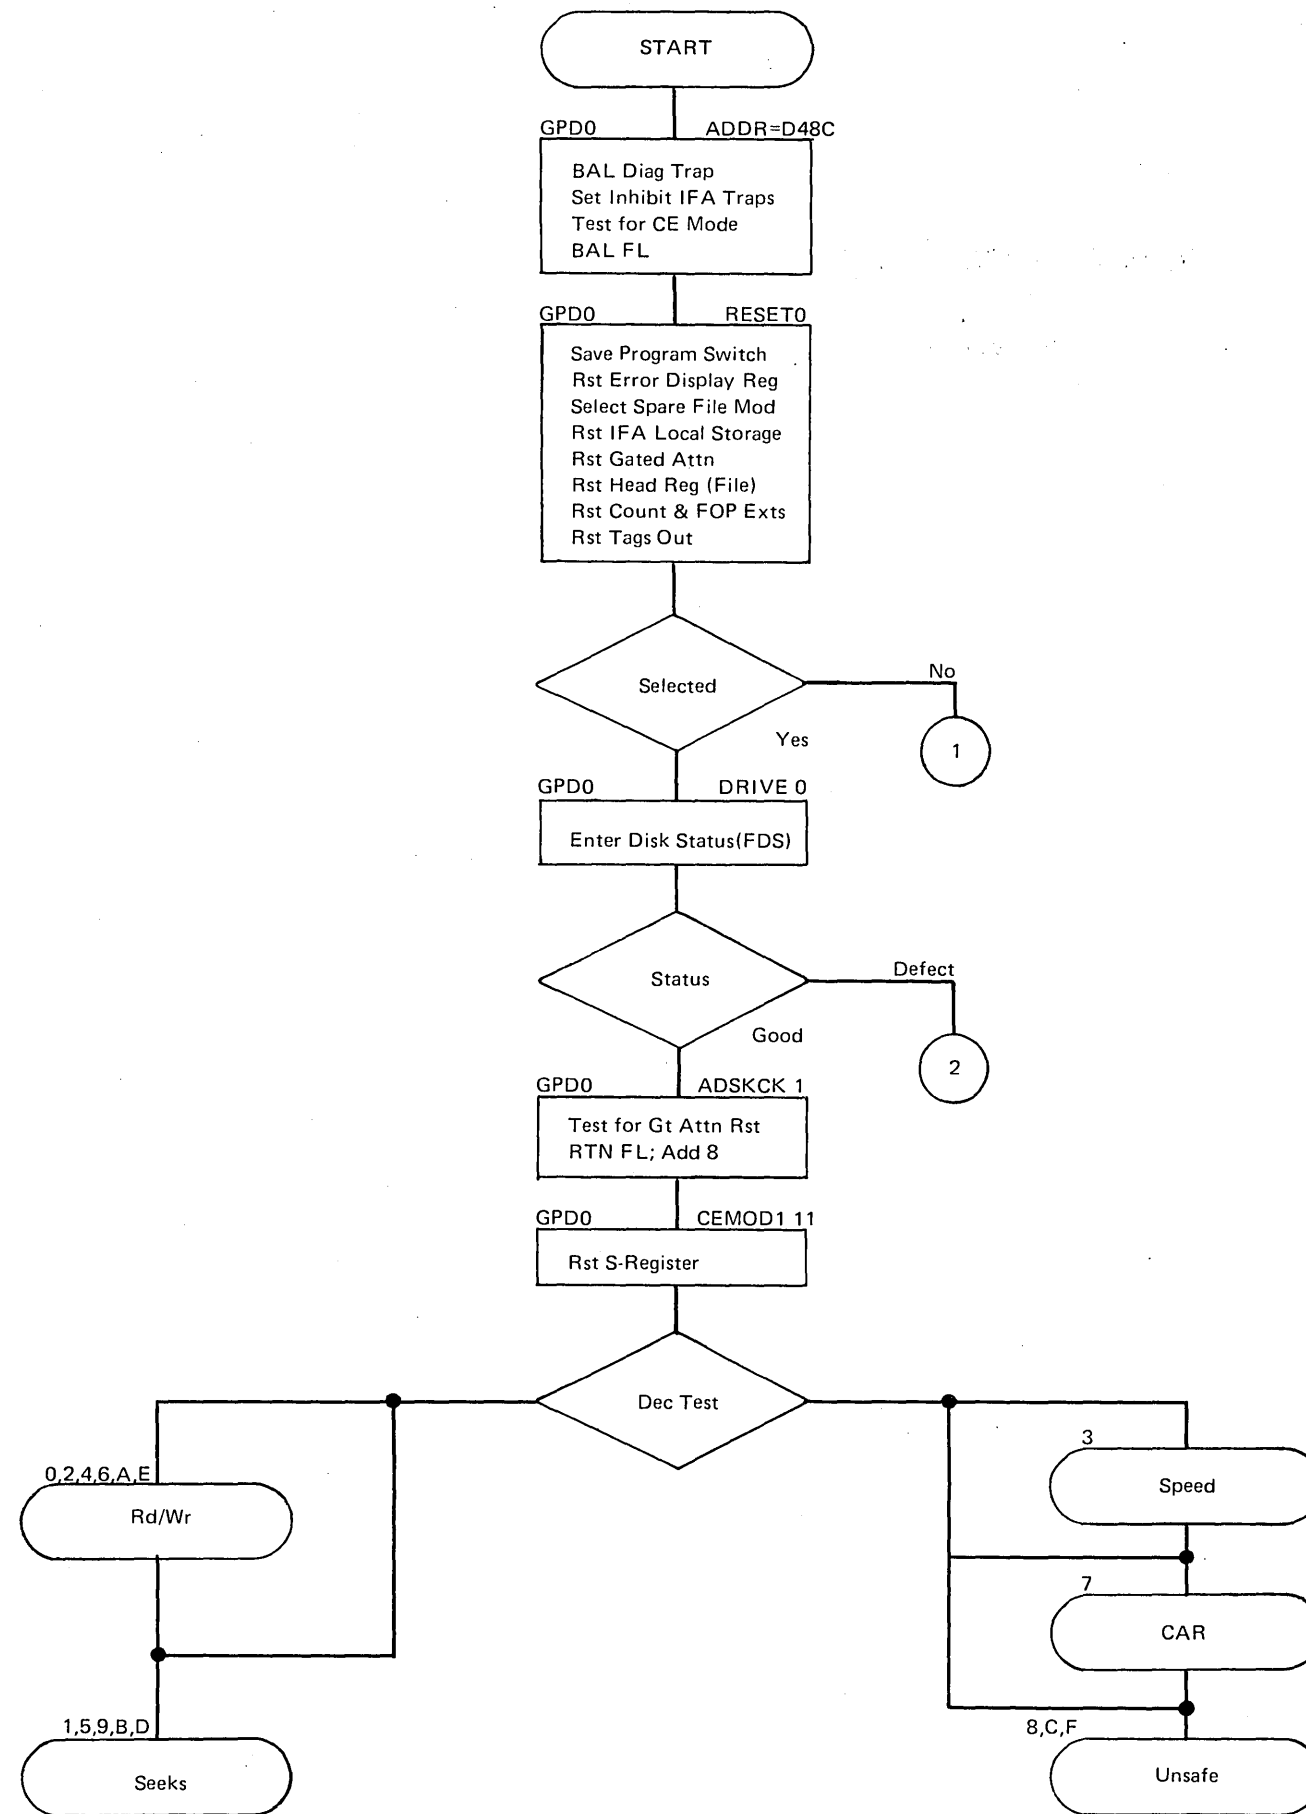 START
GPD0 ADDR=D48C
BAL Diag Trap
Set Inhibit IFA Traps
Test for CE Mode
BAL FL
GPD0 RESET0
Save Program Switch
Rst Error Display Reg
Select Spare File Mod
Rst IFA Local Storage
Rst Gated Attn
Rst Head Reg (File)
Rst Count & FOP Exts
Rst Tags Out
Selected
No
1
Yes
GPD0 DRIVE 0
Enter Disk Status(FDS)
Status
Defect
2
Good
GPD0 ADSKCK 1
Test for Gt Attn Rst
RTN FL; Add 8
GPD0 CEMOD1 11
Rst S-Register
Dec Test
0,2,4,6,A,E
Rd/Wr
1,5,9,B,D
Seeks
3
Speed
7
CAR
8,C,F
Unsafe